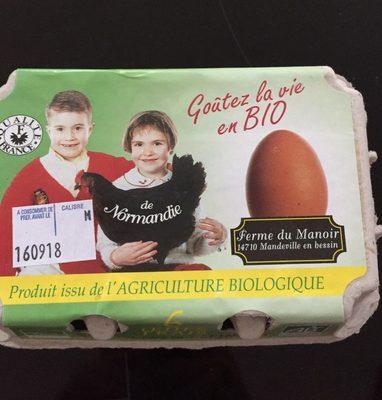 Goûtez la vie
en BIO
QUALITÉ
FRANCE
de
Normandie
A CONSOMMER DE
PREF. AVANT LE
CALIBRE
M
160918
Ferme du Manoir
14710 Mandeville en bessin
Produit issu de l'AGRICULTURE BIOLOGIQUE
6